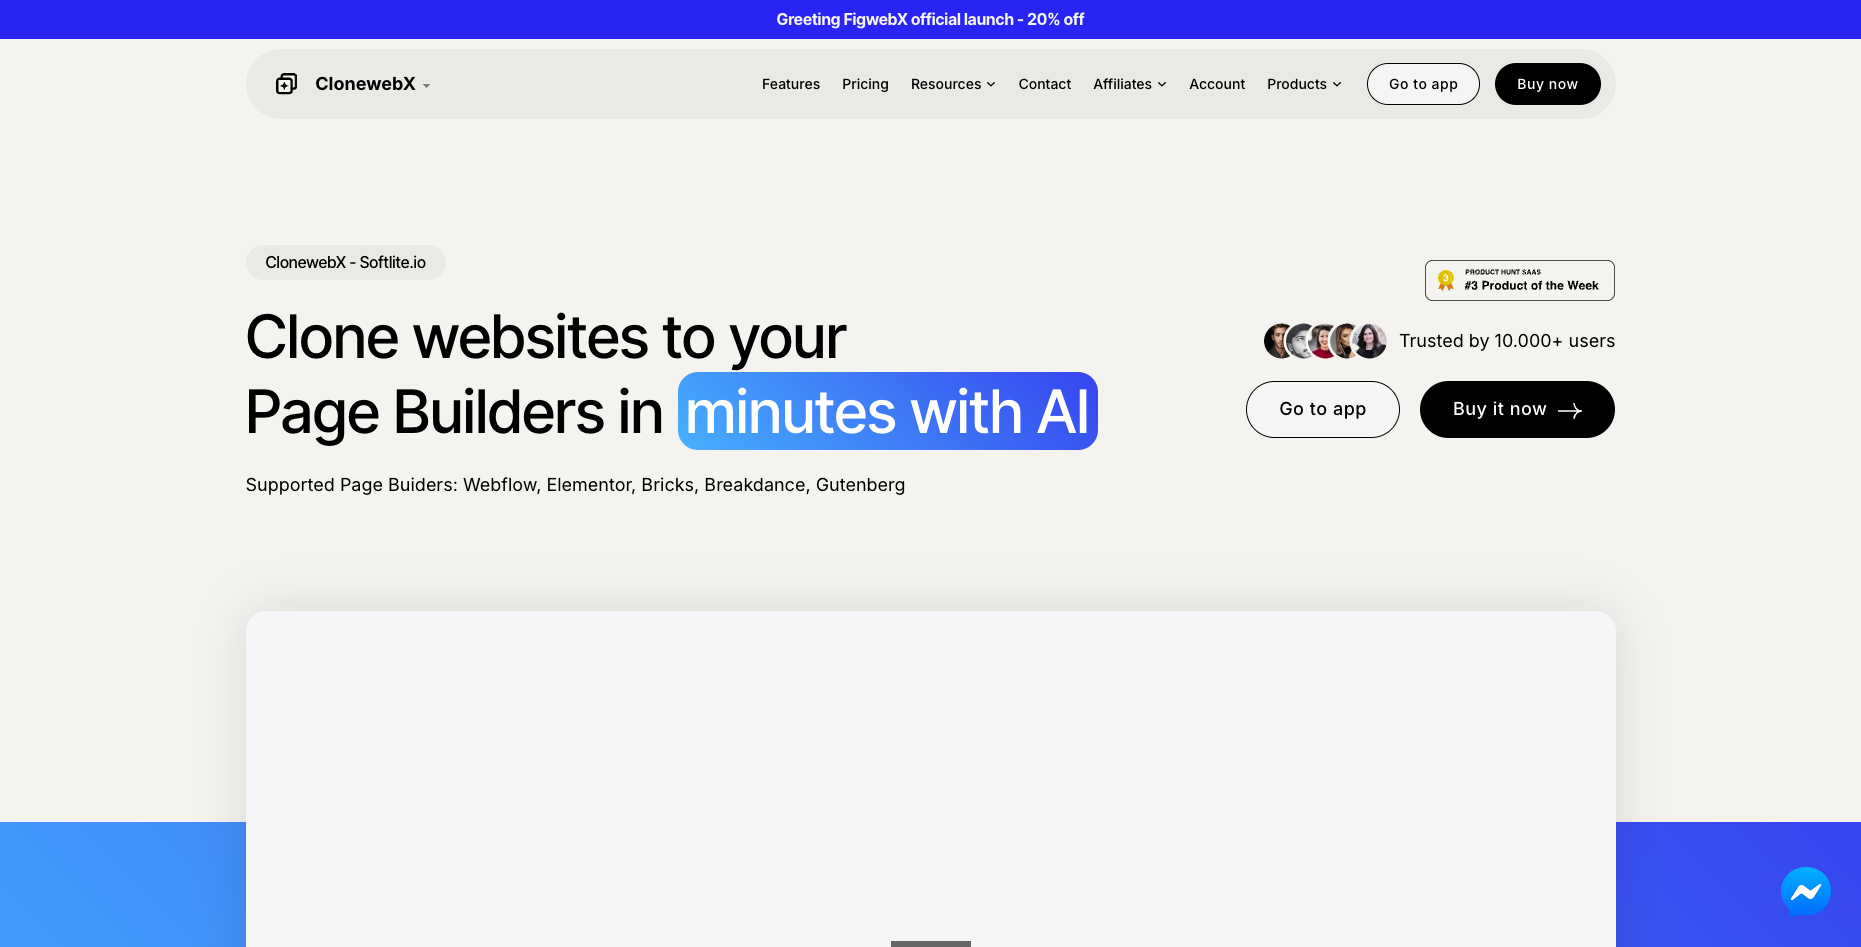 Greeting FigwebX official launch - 20% off
ClonewebX
Features
Pricing
Resources
Contact
Affiliates
Account
Products
Go to app
Buy now
ClonewebX - Softlite.io
Clone websites to your
Page Builders in minutes with AI
Supported Page Buiders: Webflow, Elementor, Bricks, Breakdance, Gutenberg
3
PRODUCT HUNT SAAS
#3 Product of the Week
Trusted by 10.000+ users
Go to app
Buy it now